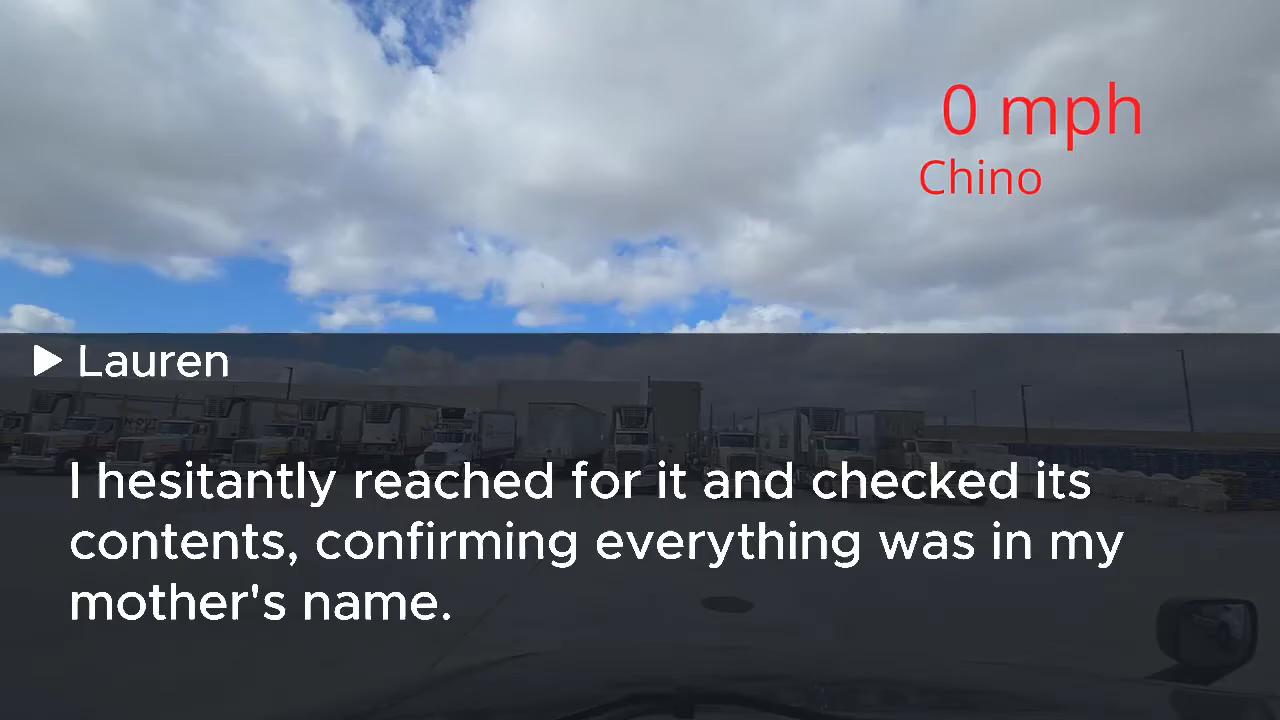 0 mph
Chino
Lauren
I hesitantly reached for it and checked its
contents, confirming everything was in my
mother's name.